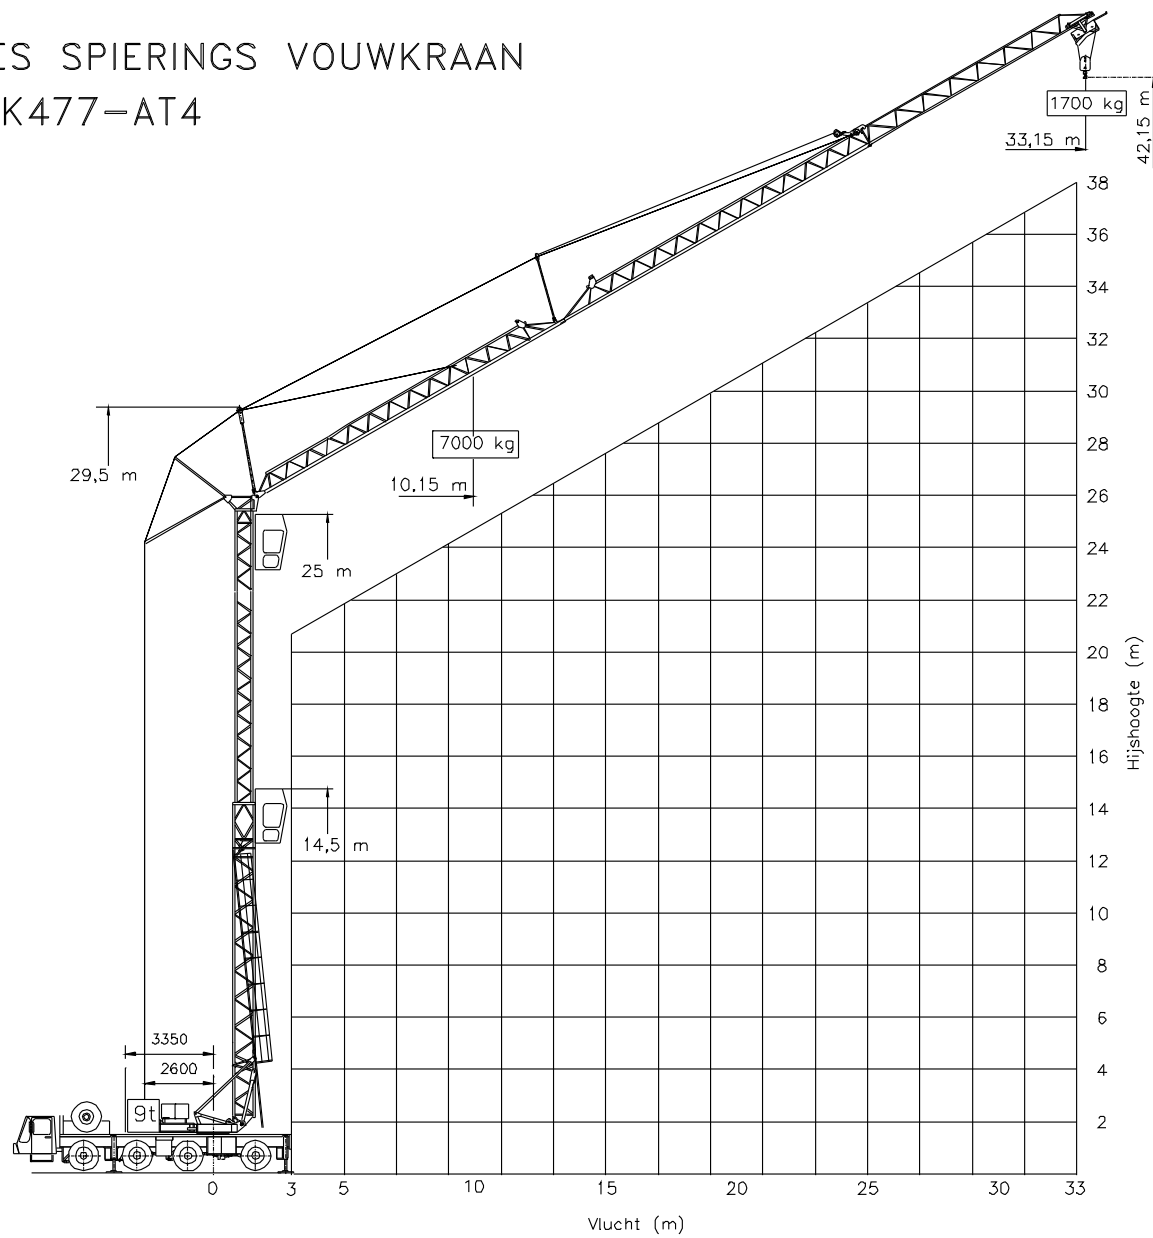 ES SPIERINGS VOUWKRAAN
K477-AT4
1700 kg
33,15 m
42,15 m
38
36
34
32
30
29,5 m
7000 kg
28
10,15 m
26
25 m
24
22
20
18
16
14
14,5 m
12
10
8
6
4
2
Hijshoogte (m)
3350
2600
9t
0 3 5 10 15 20 25 30 33
Vlucht (m)